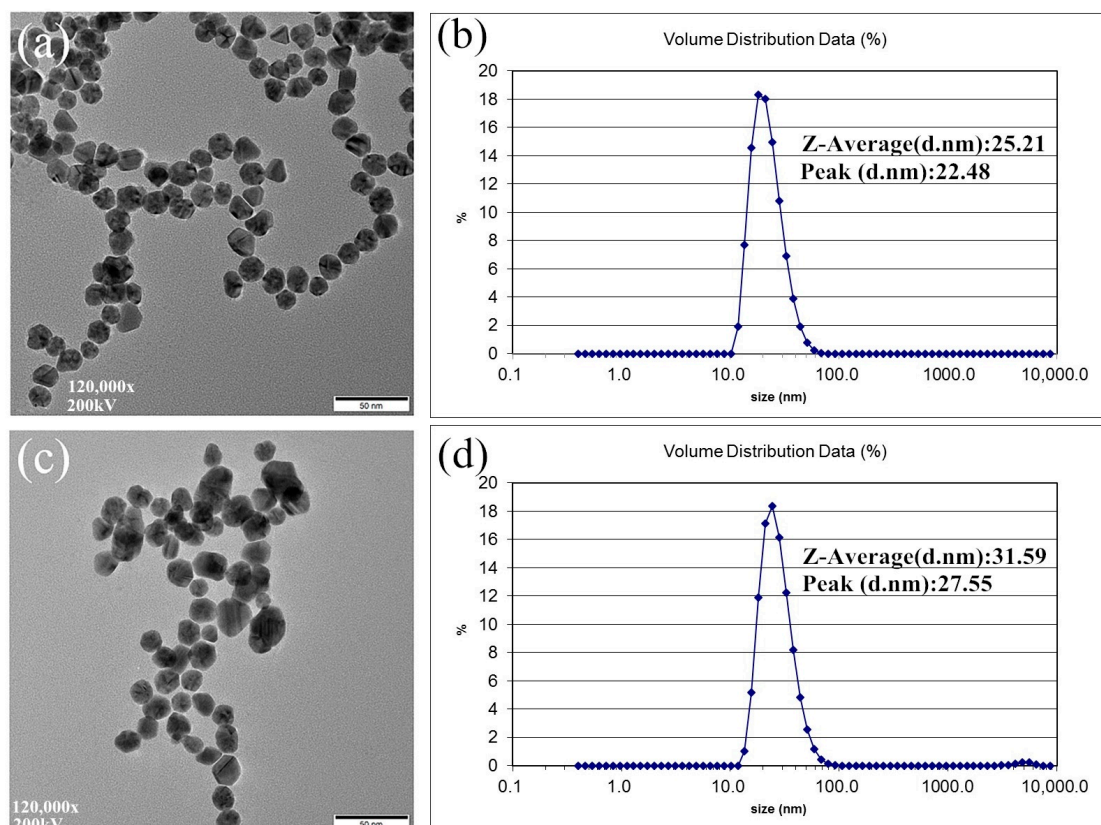 (a)
120,000x
200kV
50 nm
(b)
Volume Distribution Data (%)
20
18
16
14
12
10
8
6
4
2
0
%
Z-Average(d.nm):25.21
Peak (d.nm):22.48
0.1 1.0 10.0 100.0 1000.0 10,000.0
size (nm)
(c)
120,000x
200kV
50 nm
(d)
Volume Distribution Data (%)
20
18
16
14
12
10
8
6
4
2
0
%
Z-Average(d.nm):31.59
Peak (d.nm):27.55
0.1 1.0 10.0 100.0 1000.0 10,000.0
size (nm)